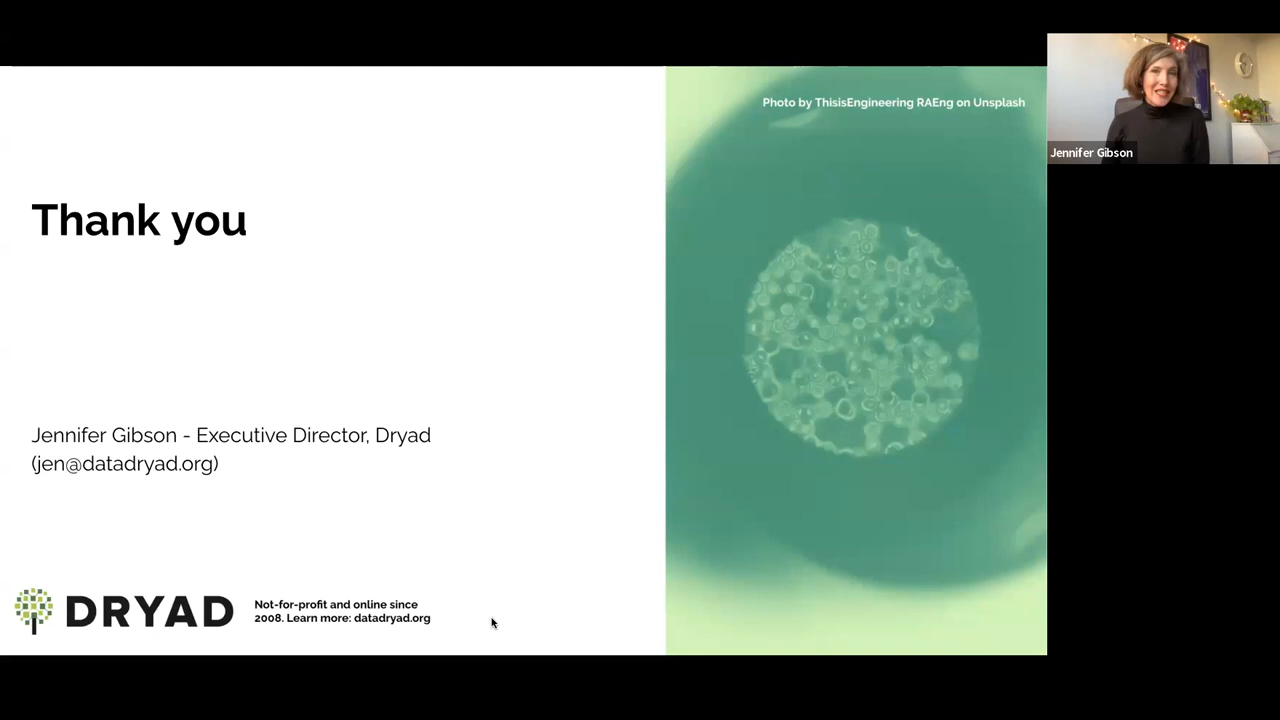 Photo by ThisisEngineering RAEng on Unsplash
Jennifer Gibson
Thank you
Jennifer Gibson - Executive Director, Dryad
(jen@datadryad.org)
DRYAD
Not-for-profit and online since
2008. Learn more: datadryad.org